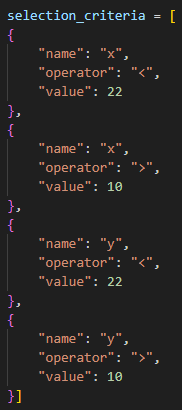 selection_criteria = [
{
    "name": "x",
    "operator": "<",
    "value": 22
},
{
    "name": "x",
    "operator": ">",
    "value": 10
},
{
    "name": "y",
    "operator": "<",
    "value": 22
},
{
    "name": "y",
    "operator": ">",
    "value": 10
}]